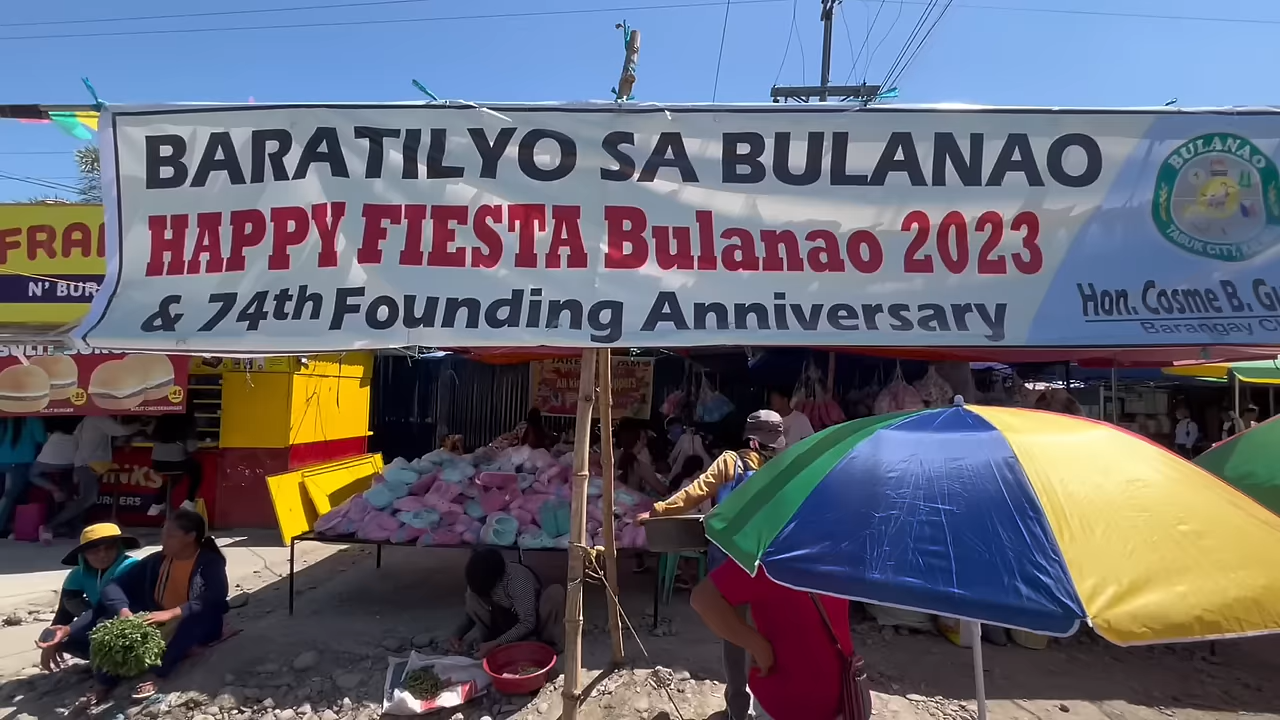 BARATILYO SA BULANAO
HAPPY FIESTA Bulanao 2023
& 74th Founding Anniversary
BULANAO
TABUK CITY
Hon. Cosme B.
Barangay
N' BUR
BURGERS